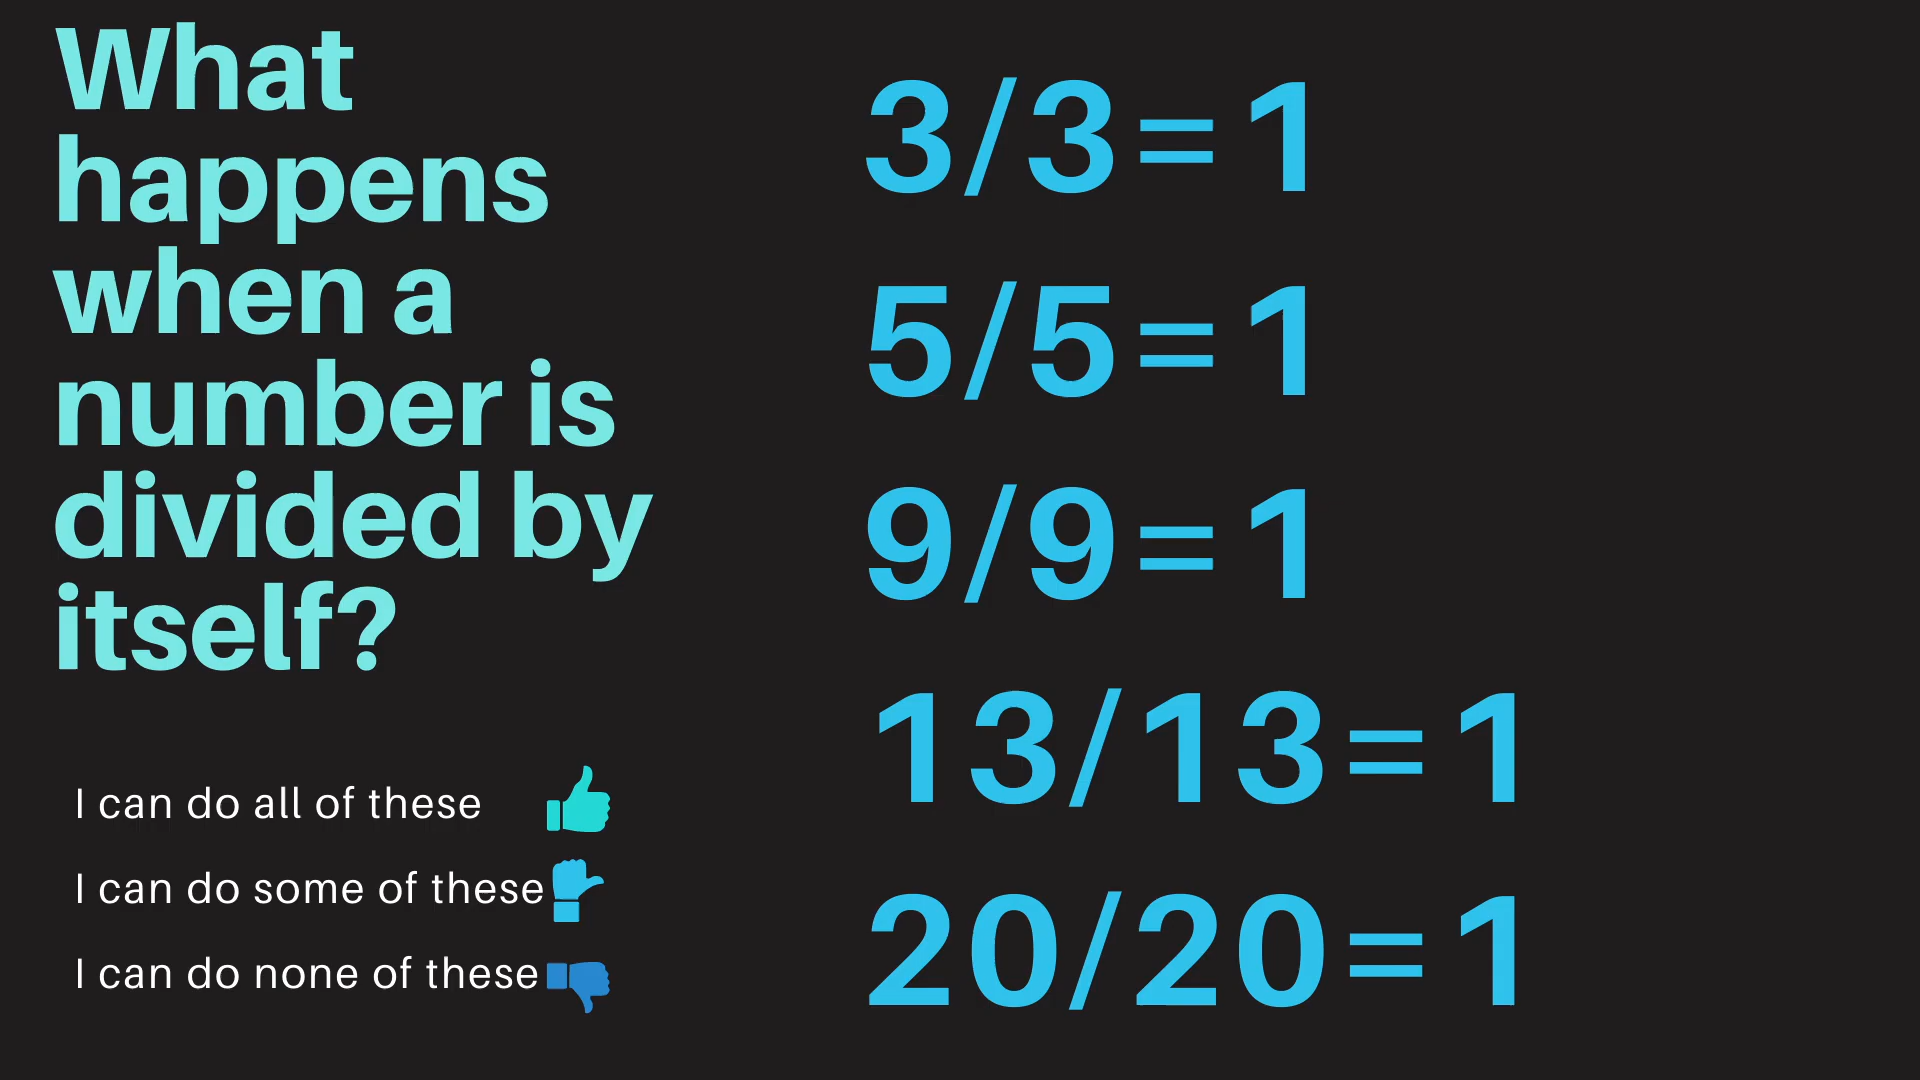 What
happens
when a
number is
divided by
itself?
I can do all of these
I can do some of these
I can do none of these
3/3=1
5/5=1
9/9=1
13/13=1
20/20=1